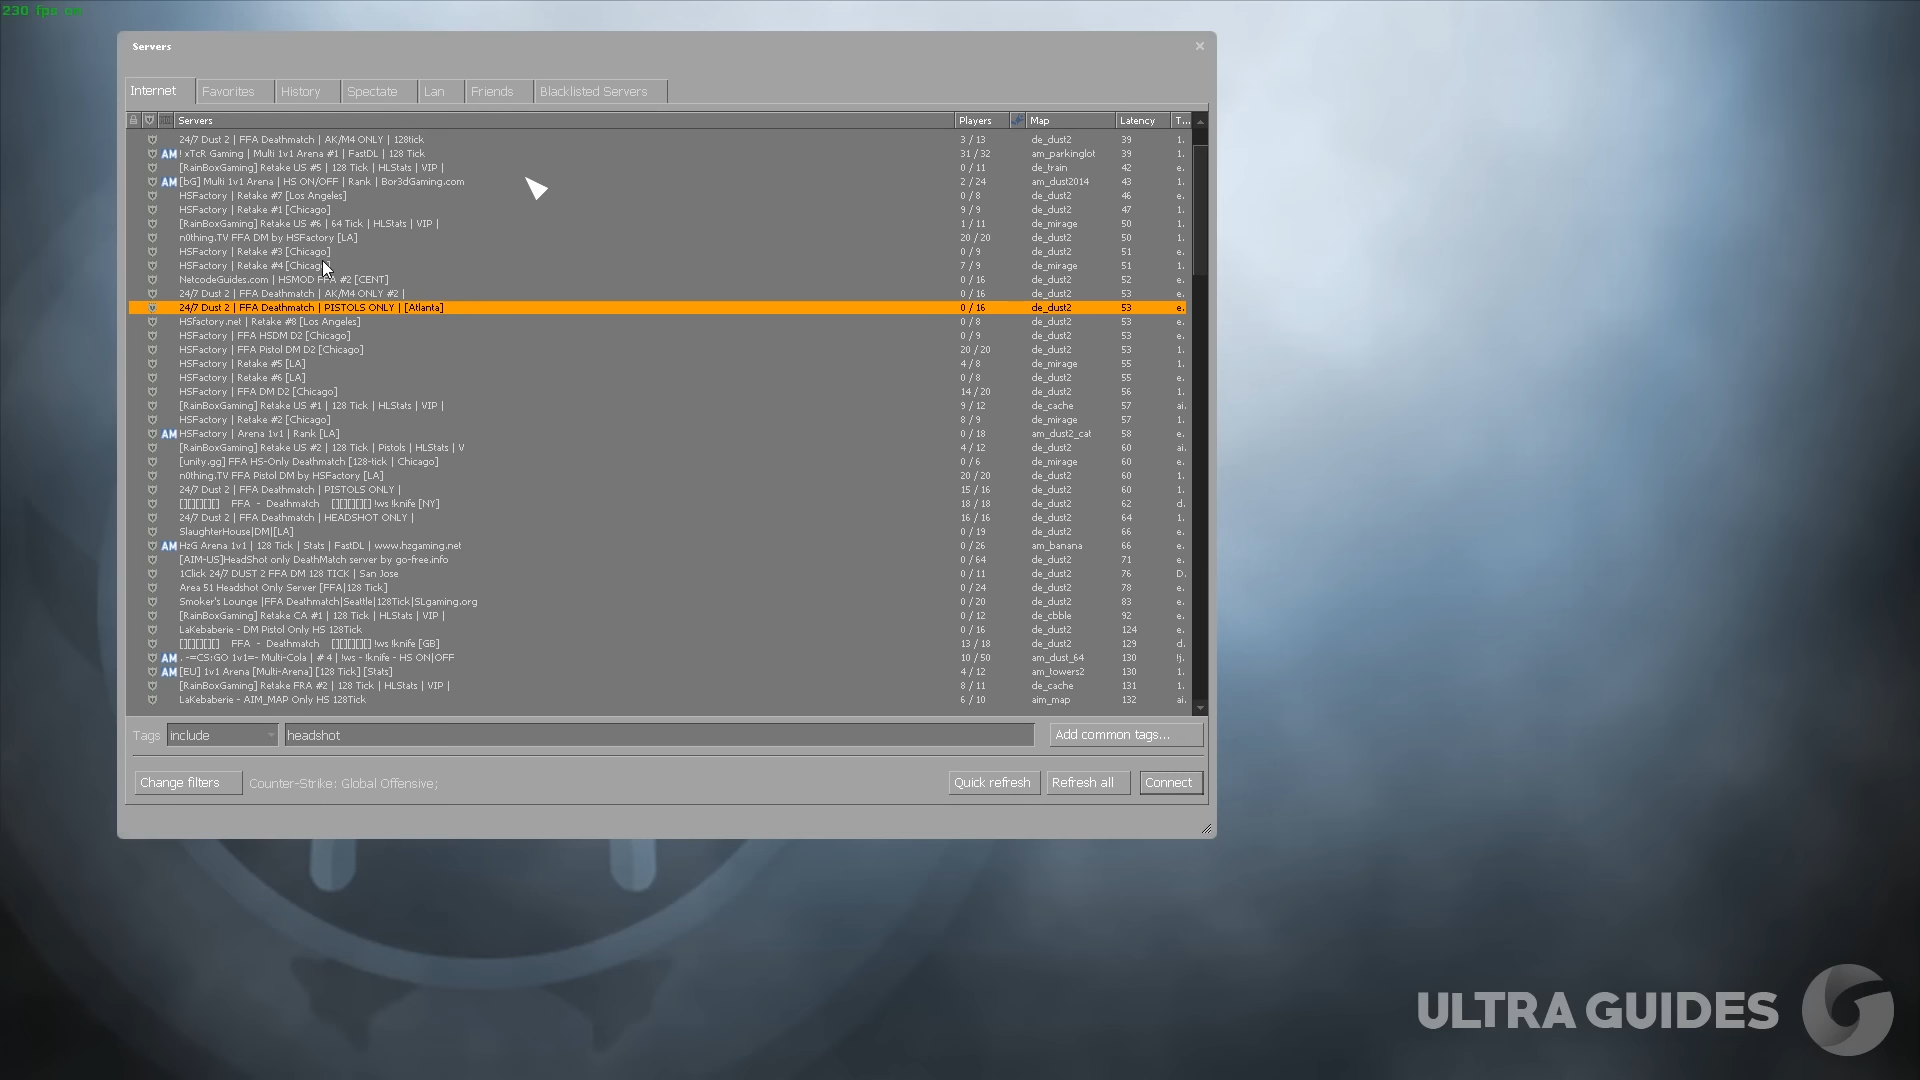 230 fps on
Servers
Internet Favorites History Spectate Lan Friends Blacklisted Servers
Servers Players Map Latency T...
24/7 Dust 2 | FFA Deathmatch | AK/M4 ONLY | 128tick 3 / 13 de_dust2 39 1.
AM ! xTcR Gaming | Multi 1v1 Arena #1 | FastDL | 128 Tick 31 / 32 am_parkinglot 39 1.
[RainBoxGaming] Retake US #5 | 128 Tick | HLStats | VIP | 0 / 11 de_train 42 e.
AM [bG] Multi 1v1 Arena | HS ON/OFF | Rank | Bor3dGaming.com 2 / 24 am_dust2014 43 1.
HSFactory | Retake #7 [Los Angeles] 0 / 8 de_dust2 46 e.
HSFactory | Retake #1 [Chicago] 9 / 9 de_dust2 47 1.
[RainBoxGaming] Retake US #6 | 64 Tick | HLStats | VIP | 1 / 11 de_mirage 50 1.
n0thing.TV FFA DM by HSFactory [LA] 20 / 20 de_dust2 50 1.
HSFactory | Retake #3 [Chicago] 0 / 9 de_dust2 51 e.
HSFactory | Retake #4 [Chicago] 7 / 9 de_mirage 51 1.
NetcodeGuides.com | HSMOD FFA #2 [CENT] 0 / 16 de_dust2 52 e.
24/7 Dust 2 | FFA Deathmatch | AK/M4 ONLY #2 | 0 / 16 de_dust2 53 e.
24/7 Dust 2 | FFA Deathmatch | PISTOLS ONLY | [Atlanta] 0 / 16 de_dust2 53 e.
HSfactory.net | Retake #8 [Los Angeles] 0 / 8 de_dust2 53 e.
HSFactory | FFA HSDM D2 [Chicago] 0 / 9 de_dust2 53 e.
HSFactory | FFA Pistol DM D2 [Chicago] 20 / 20 de_dust2 53 1.
HSFactory | Retake #5 [LA] 4 / 8 de_mirage 55 1.
HSFactory | Retake #6 [LA] 0 / 8 de_dust2 55 e.
HSFactory | FFA DM D2 [Chicago] 14 / 20 de_dust2 56 1.
[RainBoxGaming] Retake US #1 | 128 Tick | HLStats | VIP | 9 / 12 de_cache 57 ai.
HSFactory | Retake #2 [Chicago] 8 / 9 de_mirage 57 1.
AM HSFactory | Arena 1v1 | Rank [LA] 0 / 18 am_dust2_cat 58 e.
[RainBoxGaming] Retake US #2 | 128 Tick | Pistols | HLStats | V 4 / 12 de_dust2 60 ai.
[unity.gg] FFA HS-Only Deathmatch [128-tick | Chicago] 0 / 6 de_mirage 60 e.
n0thing.TV FFA Pistol DM by HSFactory [LA] 20 / 20 de_dust2 60 1.
24/7 Dust 2 | FFA Deathmatch | PISTOLS ONLY | 15 / 16 de_dust2 60 1.
[][][][][] FFA - Deathmatch [][][][][] !ws !knife [NY] 18 / 18 de_dust2 62 d.
24/7 Dust 2 | FFA Deathmatch | HEADSHOT ONLY | 16 / 16 de_dust2 64 1.
SlaughterHouse|DM|[LA] 0 / 19 de_dust2 66 e.
AM HzG Arena 1v1 | 128 Tick | Stats | FastDL | www.hzgaming.net 0 / 26 am_banana 66 e.
[AIM-US]HeadShot only DeathMatch server by go-free.info 0 / 64 de_dust2 71 e.
1Click 24/7 DUST 2 FFA DM 128 TICK | San Jose 0 / 11 de_dust2 76 D.
Area 51 Headshot Only Server [FFA|128 Tick] 0 / 24 de_dust2 78 e.
Smoker's Lounge |FFA Deathmatch|Seattle|128Tick|SLgaming.org 0 / 20 de_dust2 83 e.
[RainBoxGaming] Retake CA #1 | 128 Tick | HLStats | VIP | 0 / 12 de_cbble 92 e.
LaKebaberie - DM Pistol Only HS 128Tick 0 / 16 de_dust2 124 e.
[][][][][] FFA - Deathmatch [][][][][] !ws !knife [GB] 13 / 18 de_dust2 129 d.
AM . -=CS:GO 1v1=- Multi-Cola | # 4 | !ws - !knife - HS ON|OFF 10 / 50 am_dust_64 130 !j.
AM [EU] 1v1 Arena [Multi-Arena] [128 Tick] [Stats] 4 / 12 am_towers2 130 1.
[RainBoxGaming] Retake FRA #2 | 128 Tick | HLStats | VIP | 8 / 11 de_cache 131 1.
LaKebaberie - AIM_MAP Only HS 128Tick 6 / 10 aim_map 132 ai.
Tags include headshot Add common tags...
Change filters Counter-Strike: Global Offensive; Quick refresh Refresh all Connect
ULTRA GUIDES